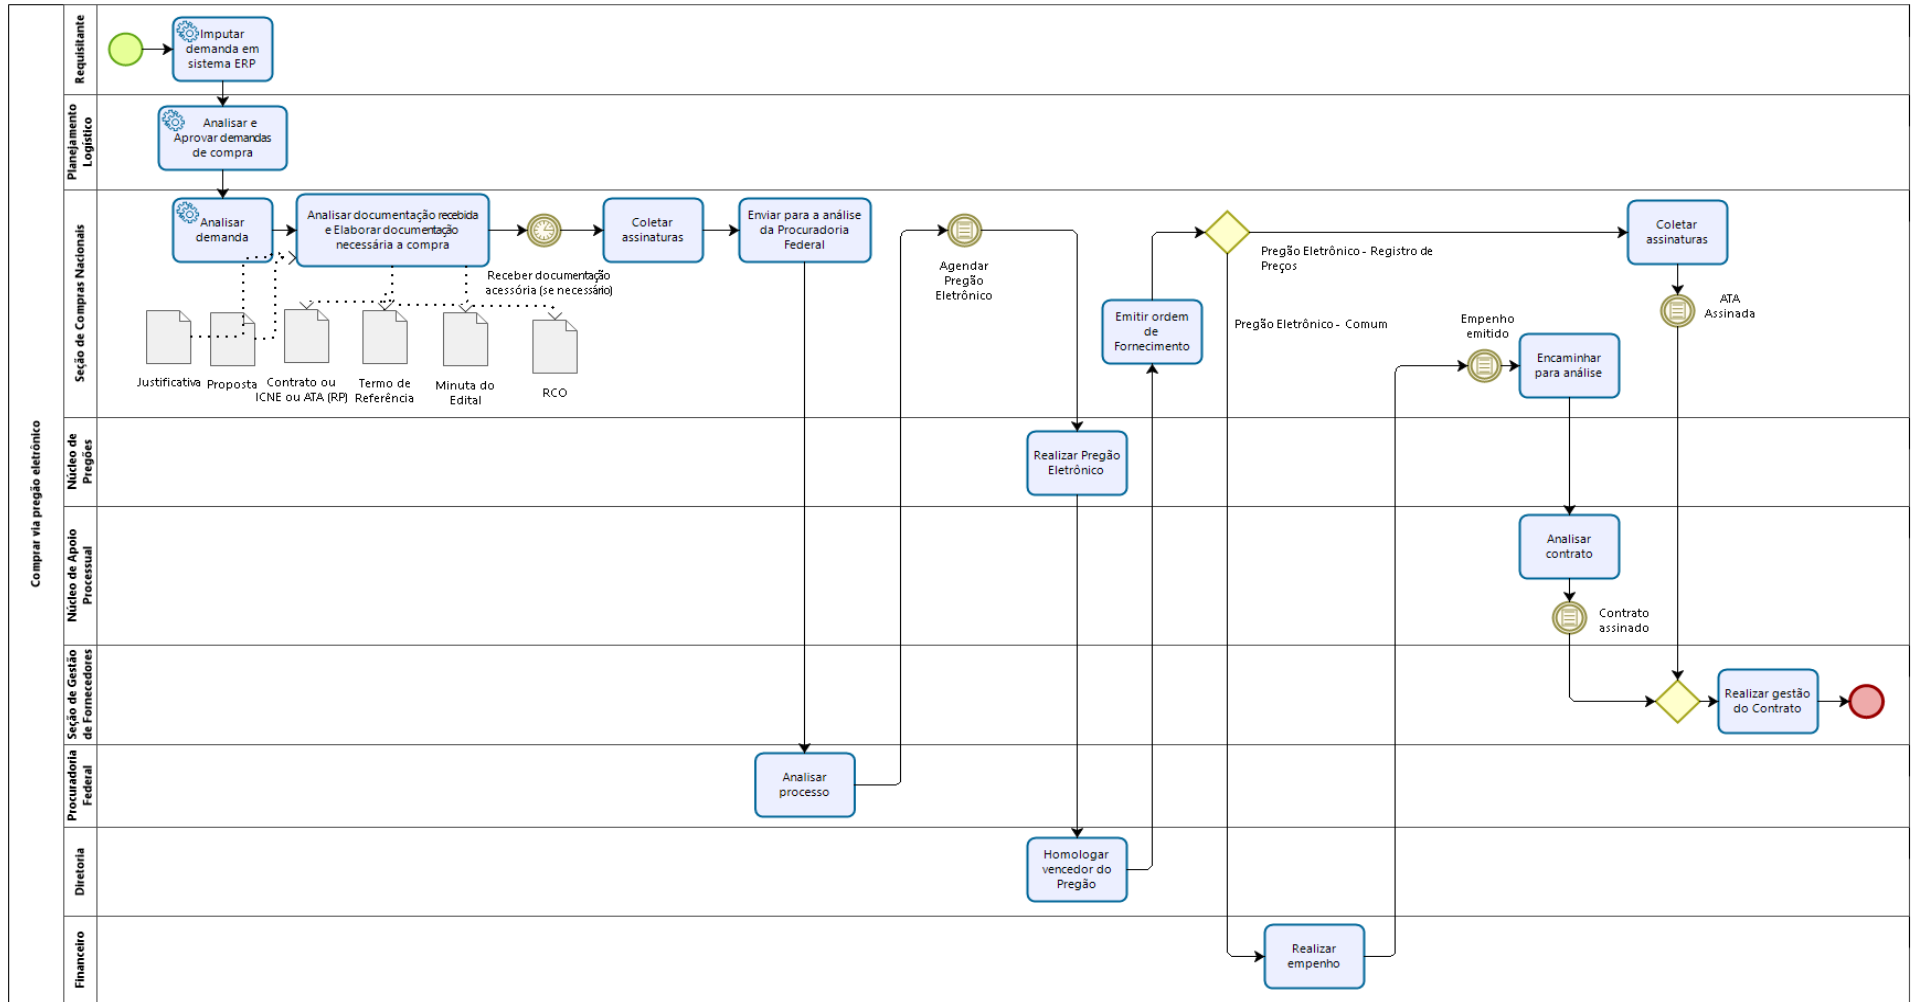 Comprar via pregão eletrônico
Requisitante
Imputar
demanda em
sistema ERP
Planejamento
Logístico
Analisar e
Aprovar demandas
de compra
Seção de Compras Nacionais
Analisar
demanda
Analisar documentação recebida
e Elaborar documentação
necessária a compra
Receber documentação
acessória (se necessário)
Coletar
assinaturas
Enviar para a análise
da Procuradoria
Federal
Agendar
Pregão
Eletrônico
Emitir ordem
de
Fornecimento
Pregão Eletrônico - Registro de
Preços
Pregão Eletrônico - Comum
Empenho
emitido
Encaminhar
para análise
Coletar
assinaturas
ATA
Assinada
Justificativa
Proposta
Contrato ou
ICNE ou ATA (RP)
Termo de
Referência
Minuta do
Edital
RCO
Núcleo de
Pregões
Realizar Pregão
Eletrônico
Núcleo de Apoio
Processual
Analisar
contrato
Contrato
assinado
Seção de Gestão
de Fornecedores
Realizar gestão
do Contrato
Procuradoria
Federal
Analisar
processo
Diretoria
Homologar
vencedor do
Pregão
Financeiro
Realizar
empenho